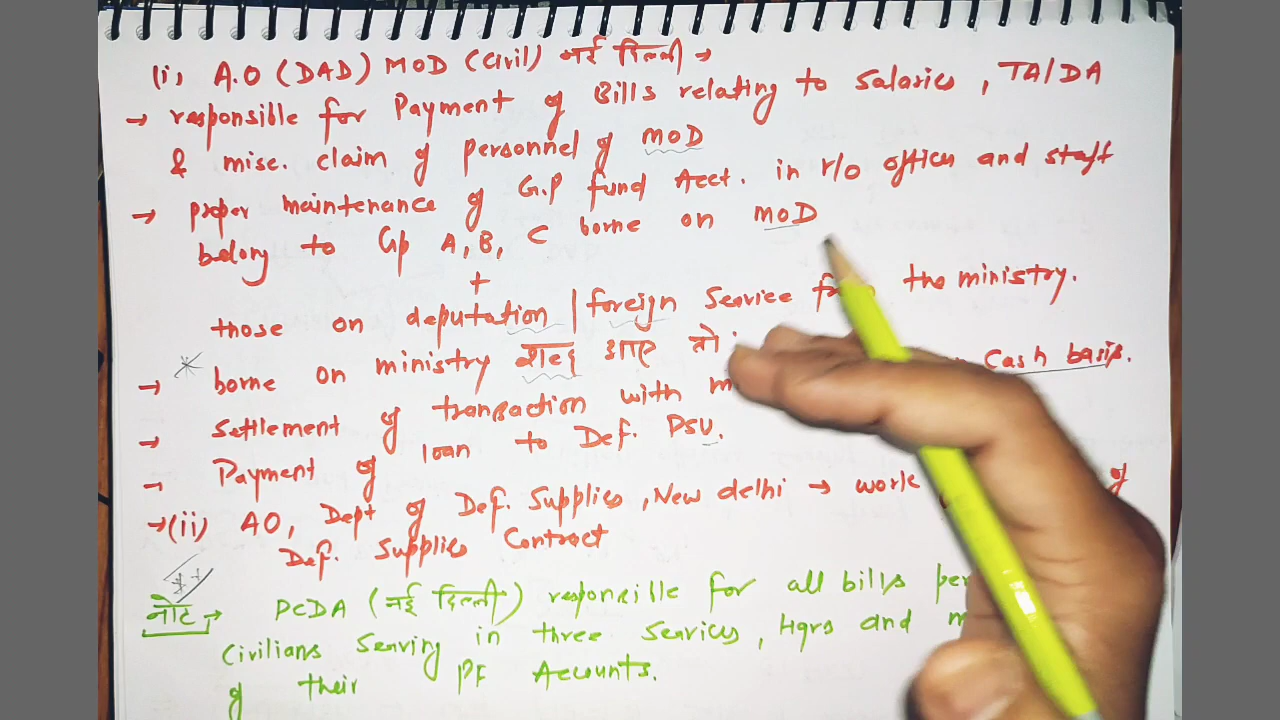 (i) A.O (DAD) MOD (Civil) नई दिल्ली →
→ responsible for Payment of Bills relating to salaries, TA/DA
& misc. claim of personnel of MOD
→ proper maintenance of G.P fund Acct. in r/o officer and staff
belong to Gp A, B, C borne on MOD
+
those on deputation | foreign service the ministry.
* → borne on ministry तो
→ Settlement of transaction with Cash basis.
→ Payment of loan to Def. PSU.
→ (ii) AO, Dept of Def. Supplies, New delhi → work of
Def. Supplies Contract
**
नोट → PCDA (नई दिल्ली) responsible for all bills
Civilians Serving in three Services, Hqrs and
of their PF Accounts.